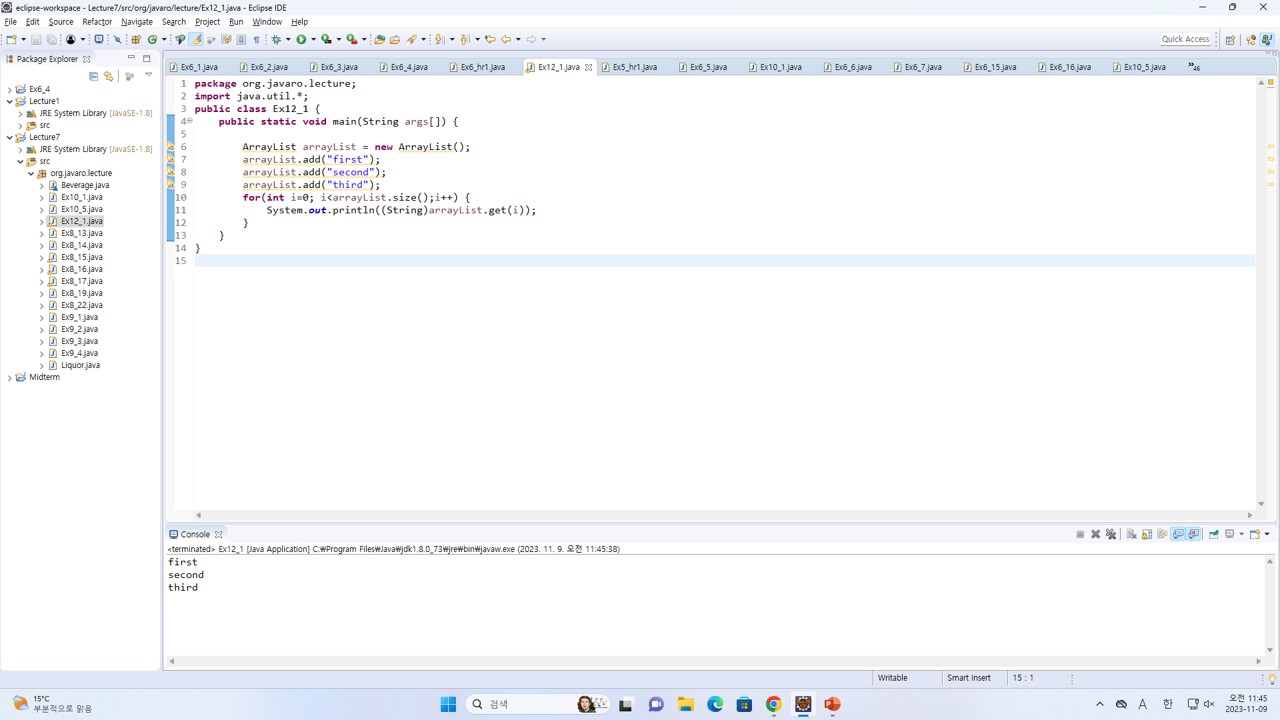 eclipse-workspace - Lecture7/src/org/javaro/lecture/Ex12_1.java - Eclipse IDE
File Edit Source Refactor Navigate Search Project Run Window Help
Quick Access
Package Explorer
Ex6_4
Lecture1
JRE System Library [JavaSE-1.8]
src
Lecture7
JRE System Library [JavaSE-1.8]
src
org.javaro.lecture
Beverage.java
Ex10_1.java
Ex10_5.java
Ex12_1.java
Ex8_13.java
Ex8_14.java
Ex8_15.java
Ex8_16.java
Ex8_17.java
Ex8_19.java
Ex8_22.java
Ex9_1.java
Ex9_2.java
Ex9_3.java
Ex9_4.java
Liquor.java
Midterm
Ex6_1.java Ex6_2.java Ex6_3.java Ex6_4.java Ex6_hr1.java Ex12_1.java Ex5_hr1.java Ex6_5.java Ex10_1.java Ex6_6.java Ex6_7.java Ex6_15.java Ex6_16.java Ex10_5.java »46
1 package org.javaro.lecture;
2 import java.util.*;
3 public class Ex12_1 {
4 public static void main(String args[]) {
5
6 ArrayList arrayList = new ArrayList();
7 arrayList.add("first");
8 arrayList.add("second");
9 arrayList.add("third");
10 for(int i=0; i<arrayList.size();i++) {
11 System.out.println((String)arrayList.get(i));
12 }
13 }
14 }
15
Console
<terminated> Ex12_1 [Java Application] C:₩Program Files₩Java₩jdk1.8.0_73₩jre₩bin₩javaw.exe (2023. 11. 9. 오전 11:45:38)
first
second
third
Writable Smart Insert 15 : 1
15°C
부분적으로 맑음
검색
A 한
오전 11:45
2023-11-09